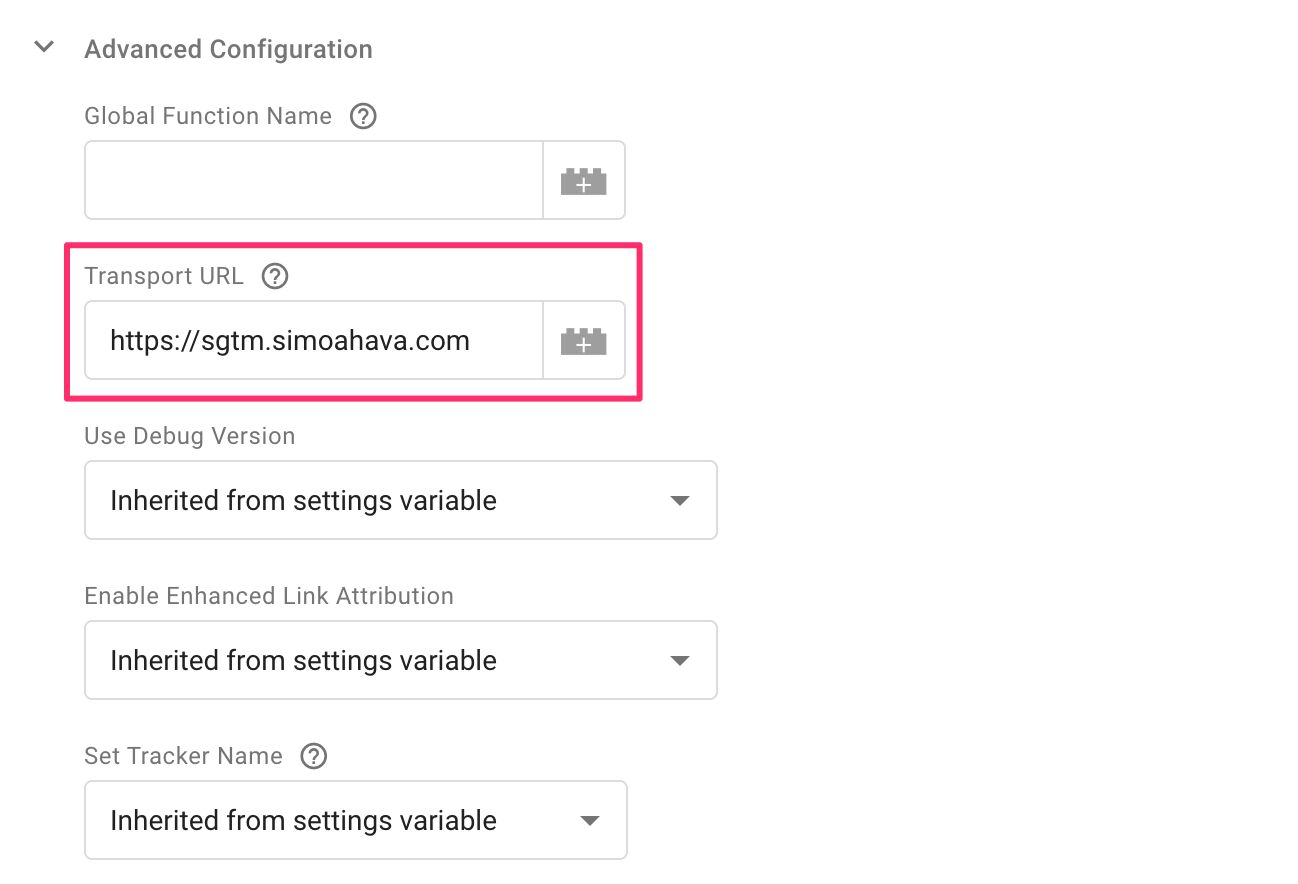 Advanced Configuration
Global Function Name
Transport URL
https://sgtm.simoahava.com
Use Debug Version
Inherited from settings variable
Enable Enhanced Link Attribution
Inherited from settings variable
Set Tracker Name
Inherited from settings variable